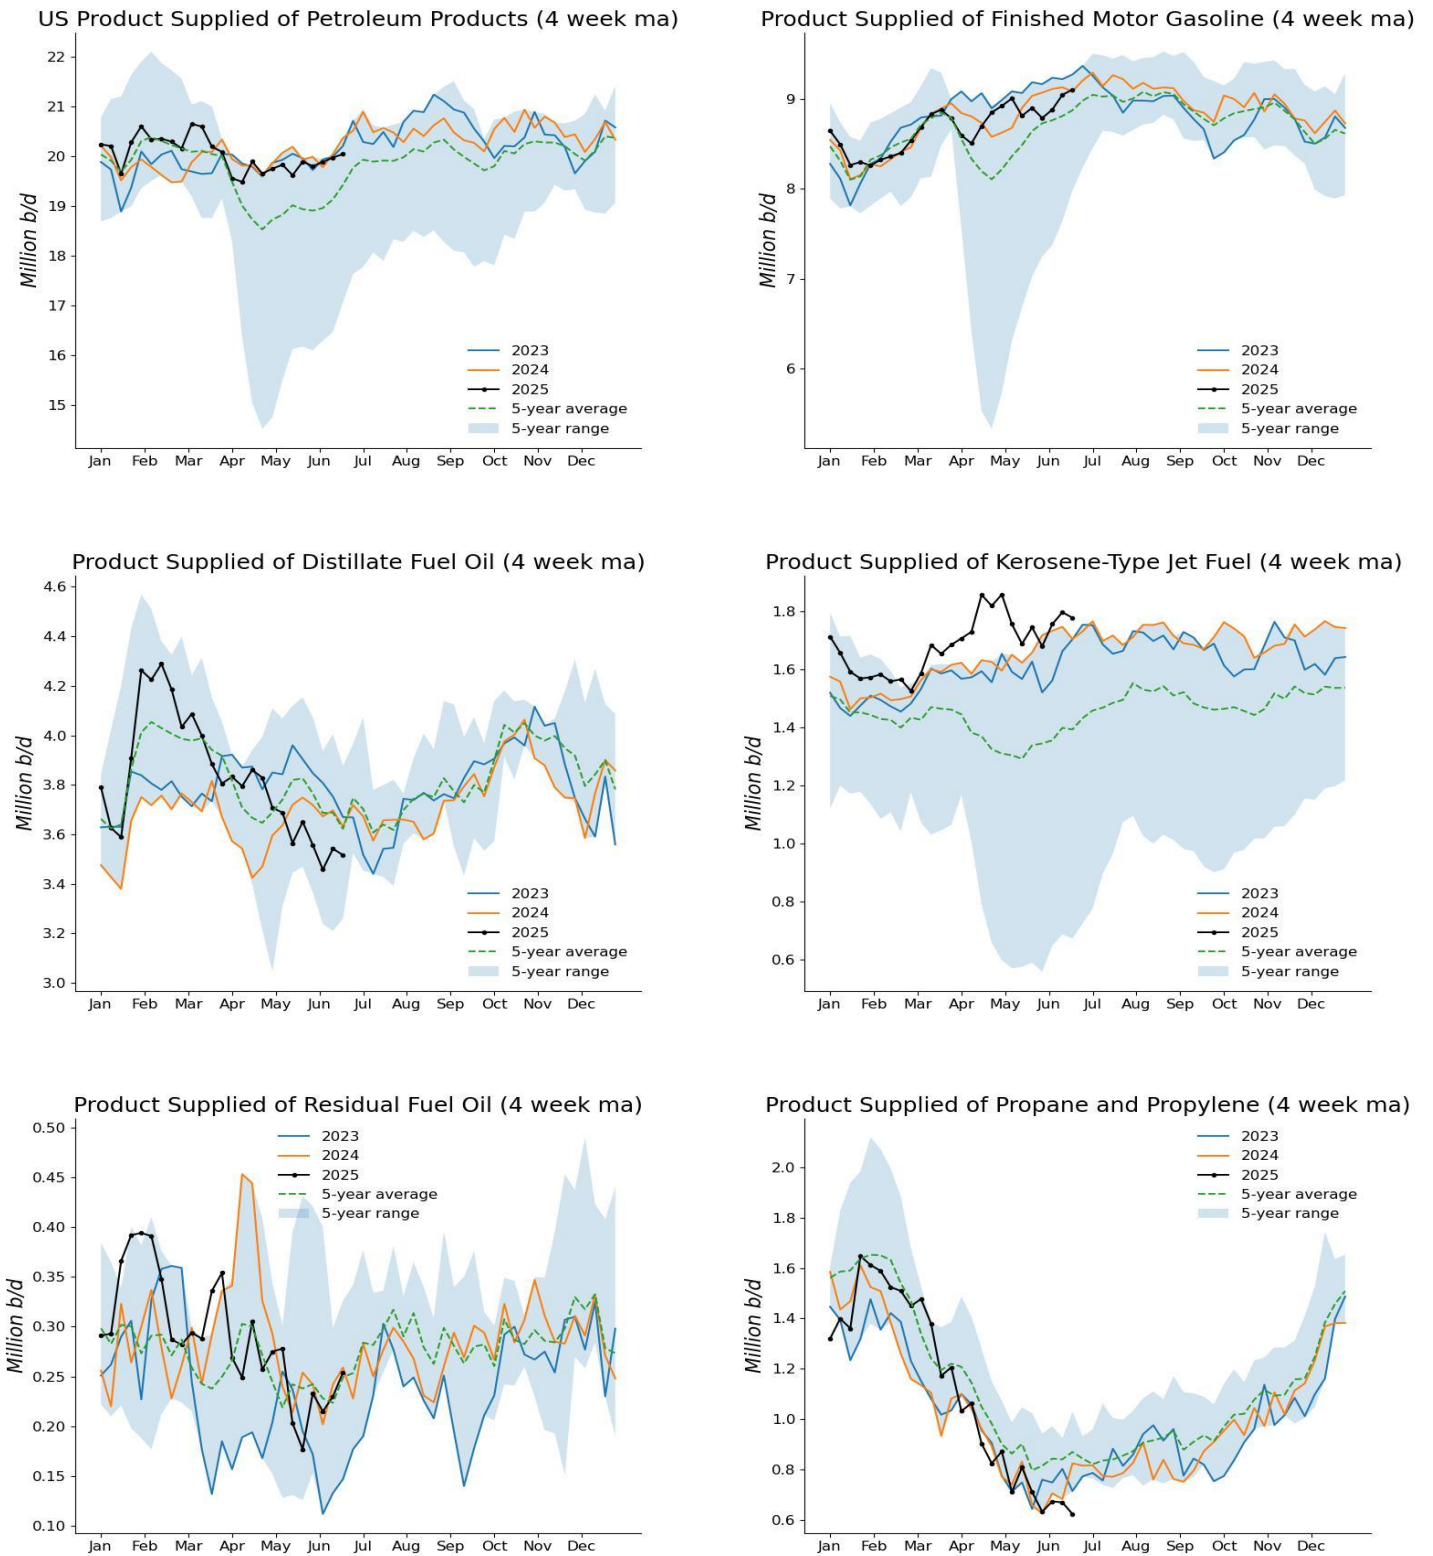 US Product Supplied of Petroleum Products (4 week ma)
Million b/d
22
21
20
19
18
17
16
15
2023
2024
2025
5-year average
5-year range
Jan Feb Mar Apr May Jun Jul Aug Sep Oct Nov Dec
Product Supplied of Finished Motor Gasoline (4 week ma)
Million b/d
9
8
7
6
2023
2024
2025
5-year average
5-year range
Jan Feb Mar Apr May Jun Jul Aug Sep Oct Nov Dec
Product Supplied of Distillate Fuel Oil (4 week ma)
Million b/d
4.6
4.4
4.2
4.0
3.8
3.6
3.4
3.2
3.0
2023
2024
2025
5-year average
5-year range
Jan Feb Mar Apr May Jun Jul Aug Sep Oct Nov Dec
Product Supplied of Kerosene-Type Jet Fuel (4 week ma)
Million b/d
1.8
1.6
1.4
1.2
1.0
0.8
0.6
2023
2024
2025
5-year average
5-year range
Jan Feb Mar Apr May Jun Jul Aug Sep Oct Nov Dec
Product Supplied of Residual Fuel Oil (4 week ma)
Million b/d
0.50
0.45
0.40
0.35
0.30
0.25
0.20
0.15
0.10
2023
2024
2025
5-year average
5-year range
Jan Feb Mar Apr May Jun Jul Aug Sep Oct Nov Dec
Product Supplied of Propane and Propylene (4 week ma)
Million b/d
2.0
1.8
1.6
1.4
1.2
1.0
0.8
0.6
2023
2024
2025
5-year average
5-year range
Jan Feb Mar Apr May Jun Jul Aug Sep Oct Nov Dec